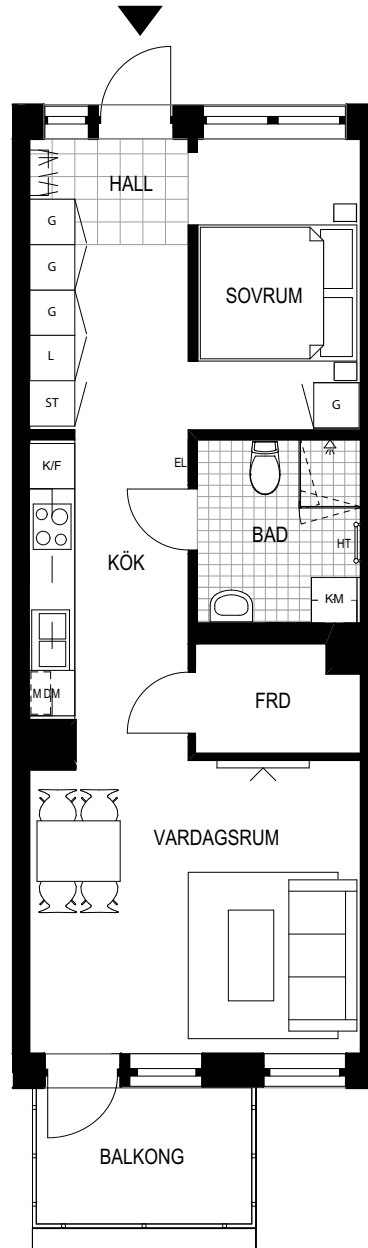 HALL
G
G
SOVRUM
G
L
ST
G
K/F
EL
BAD
HT
KÖK
KM
M DM
FRD
VARDAGSRUM
BALKONG